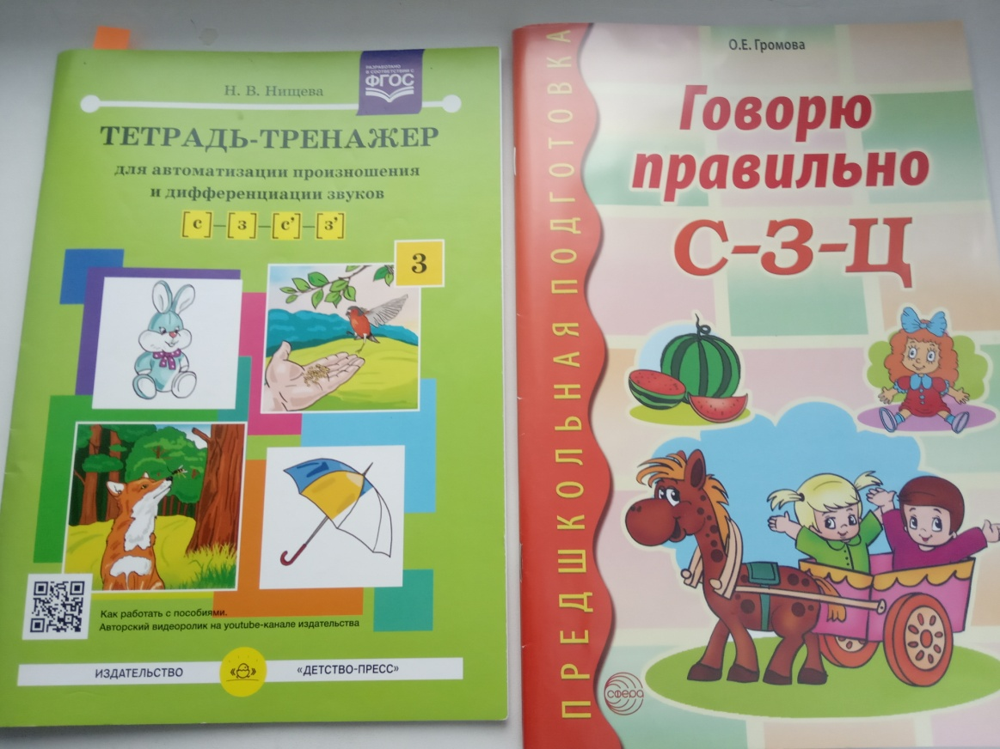 Н. В. Нищева
РАЗРАБОТАНО
В СООТВЕТСТВИИ С
ФГОС
ТЕТРАДЬ-ТРЕНАЖЕР
для автоматизации произношения
и дифференциации звуков
[с]–[з]–[с’]–[з’]
3
Как работать с пособиями.
Авторский видеоролик на youtube-канале издательства
ИЗДАТЕЛЬСТВО «ДЕТСТВО-ПРЕСС»
ПРЕДШКОЛЬНАЯ ПОДГОТОВКА
О.Е. Громова
Говорю
правильно
С-З-Ц
сфера